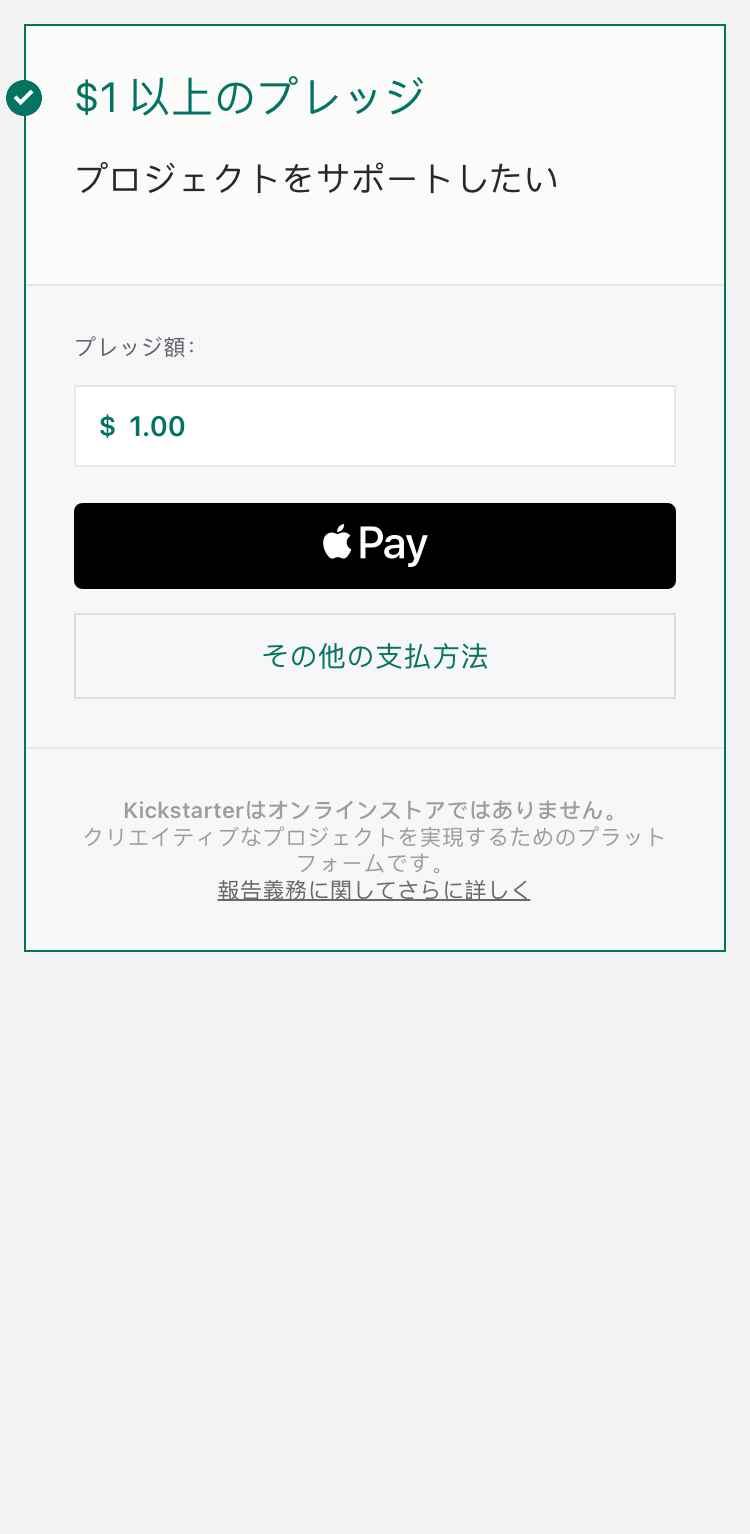 $1 以上のプレッジ
プロジェクトをサポートしたい
プレッジ額:
$ 1.00
Pay
その他の支払方法
Kickstarterはオンラインストアではありません。
クリエイティブなプロジェクトを実現するためのプラット
フォームです。
報告義務に関してさらに詳しく